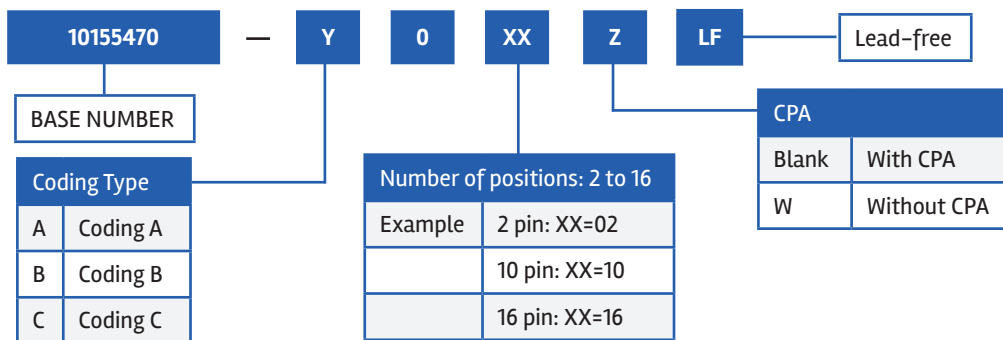 10155470 — Y 0 XX Z LF Lead-free
BASE NUMBER
Coding Type
A Coding A
B Coding B
C Coding C
Number of positions: 2 to 16
Example 2 pin: XX=02
10 pin: XX=10
16 pin: XX=16
CPA
Blank With CPA
W Without CPA